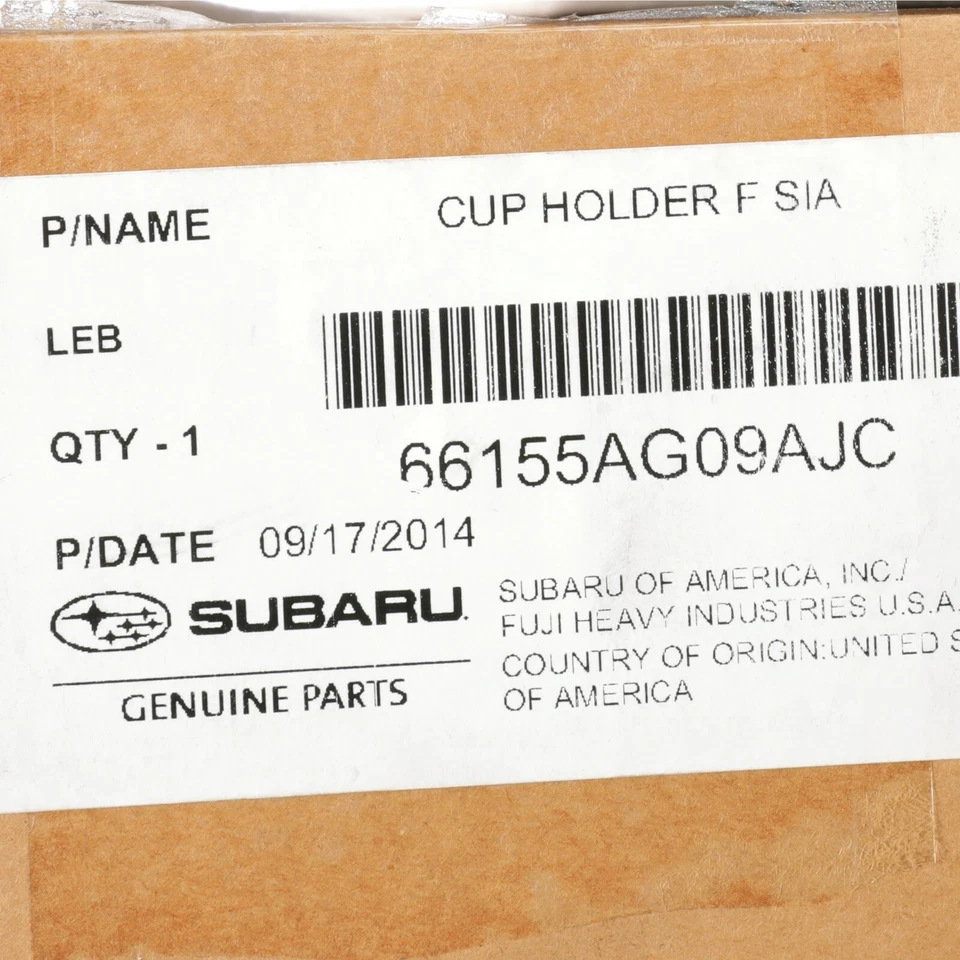 P/NAME CUP HOLDER F SIA
LEB
QTY - 1 66155AG09AJC
P/DATE 09/17/2014
SUBARU.
GENUINE PARTS
SUBARU OF AMERICA, INC./
FUJI HEAVY INDUSTRIES U.S.A.
COUNTRY OF ORIGIN:UNITED S
OF AMERICA